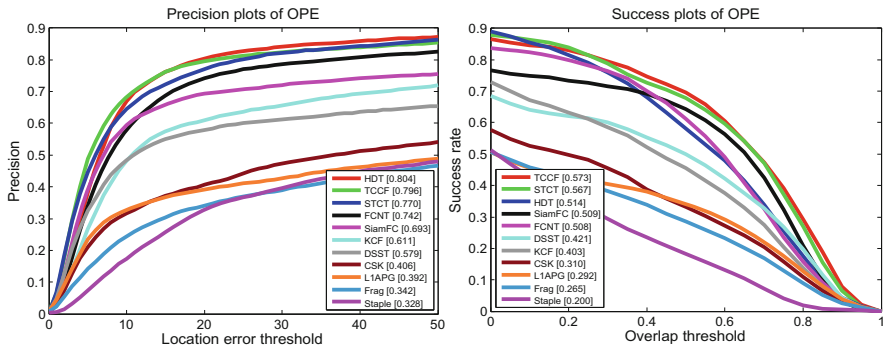 Precision plots of OPE
0.9
0.8
0.7
0.6
0.5
0.4
0.3
0.2
0.1
0
0
10
20
30
40
50
Precision
Location error threshold
HDT [0.804]
TCCF [0.796]
STCT [0.770]
FCNT [0.742]
SiamFC [0.693]
KCF [0.611]
DSST [0.579]
CSK [0.406]
L1APG [0.392]
Frag [0.342]
Staple [0.328]
Success plots of OPE
0.9
0.8
0.7
0.6
0.5
0.4
0.3
0.2
0.1
0
0
0.2
0.4
0.6
0.8
1
Success rate
Overlap threshold
TCCF [0.573]
STCT [0.567]
HDT [0.514]
SiamFC [0.509]
FCNT [0.508]
DSST [0.421]
KCF [0.403]
CSK [0.310]
L1APG [0.292]
Frag [0.265]
Staple [0.200]